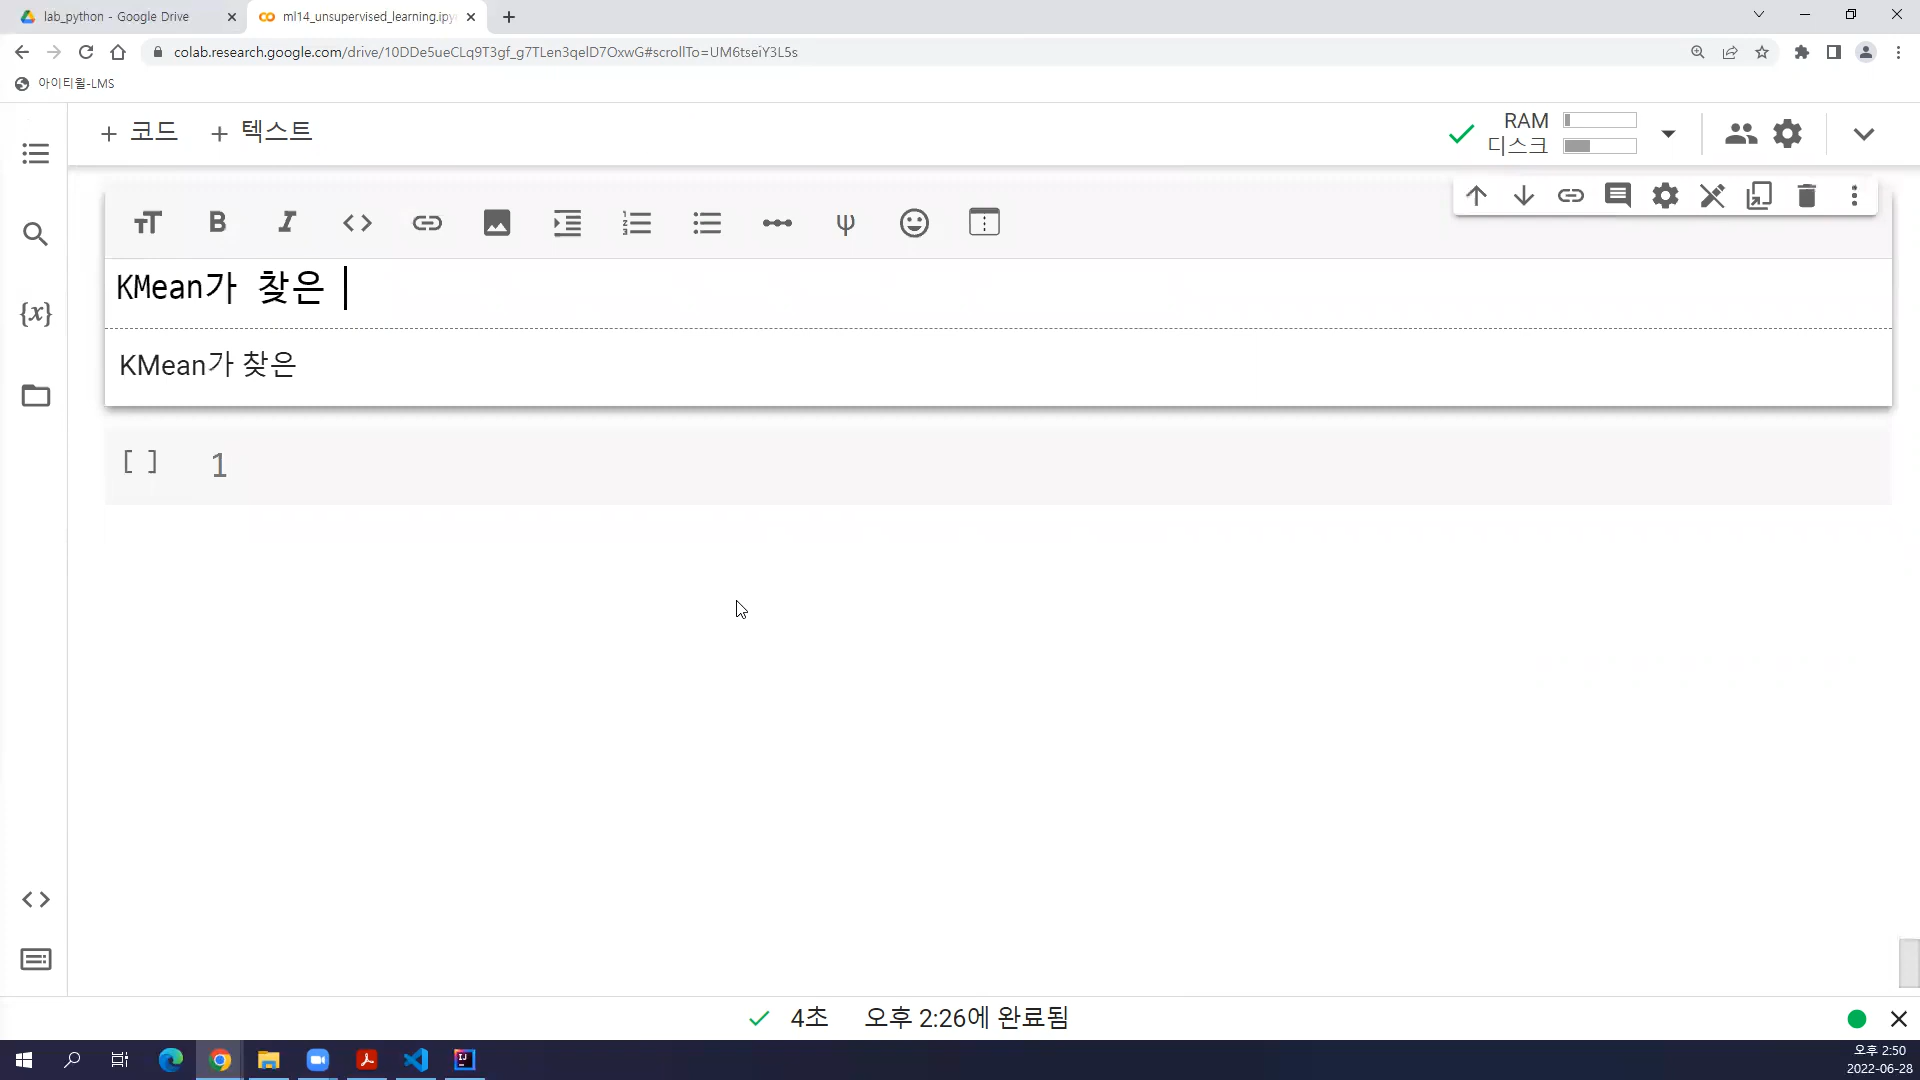 lab_python - Google Drive
ml14_unsupervised_learning.ipy
colab.research.google.com/drive/10DDe5ueCLq9T3gf_g7TLen3qelD7OxwG#scrollTo=UM6tseiY3L5s
아이티윌-LMS
+ 코드 + 텍스트
RAM
디스크
KMean가 찾은
KMean가 찾은
[ ] 1
4초 오후 2:26에 완료됨
오후 2:50
2022-06-28